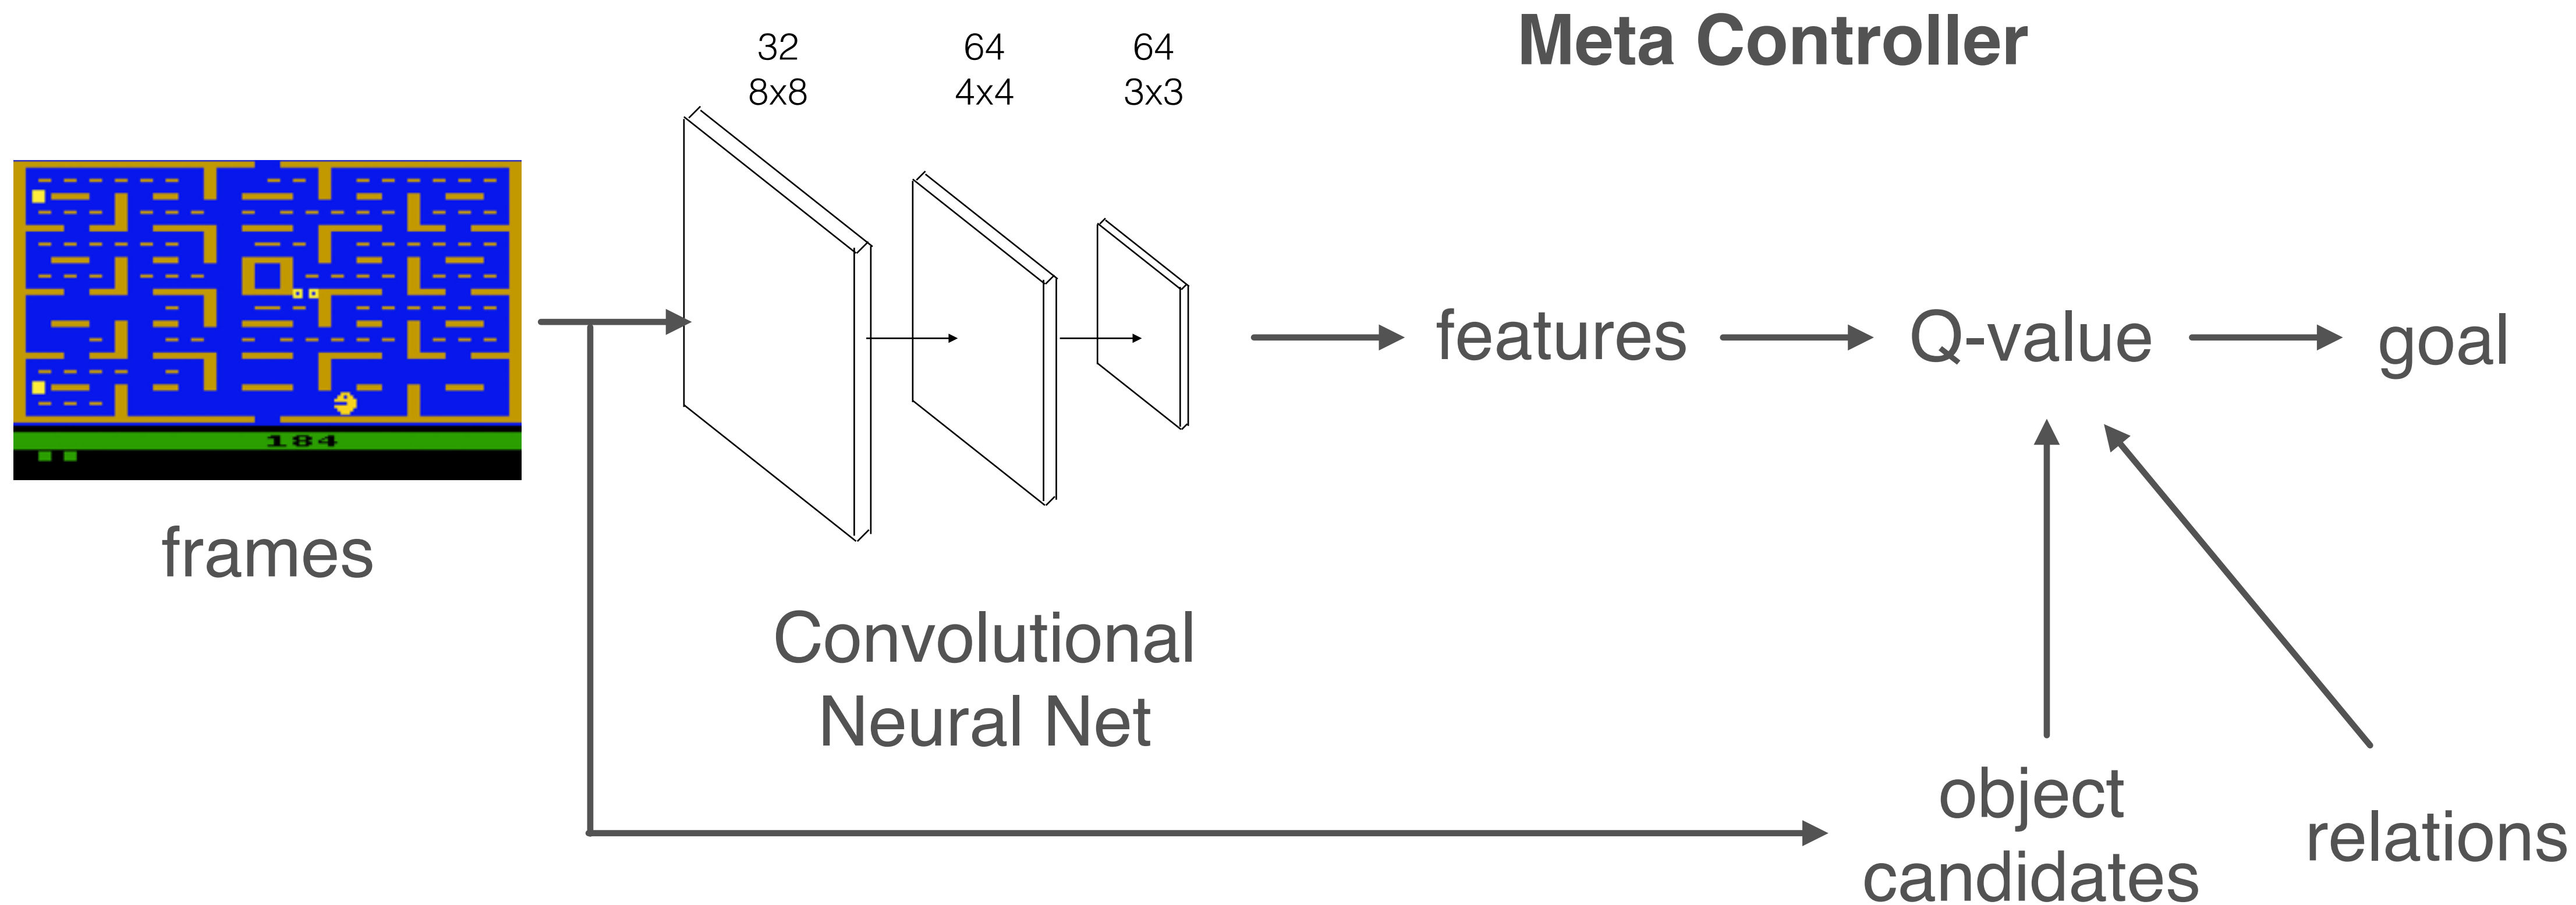 Meta Controller
32
8x8
64
4x4
64
3x3
184
frames
Convolutional
Neural Net
features
Q-value
goal
object
candidates
relations